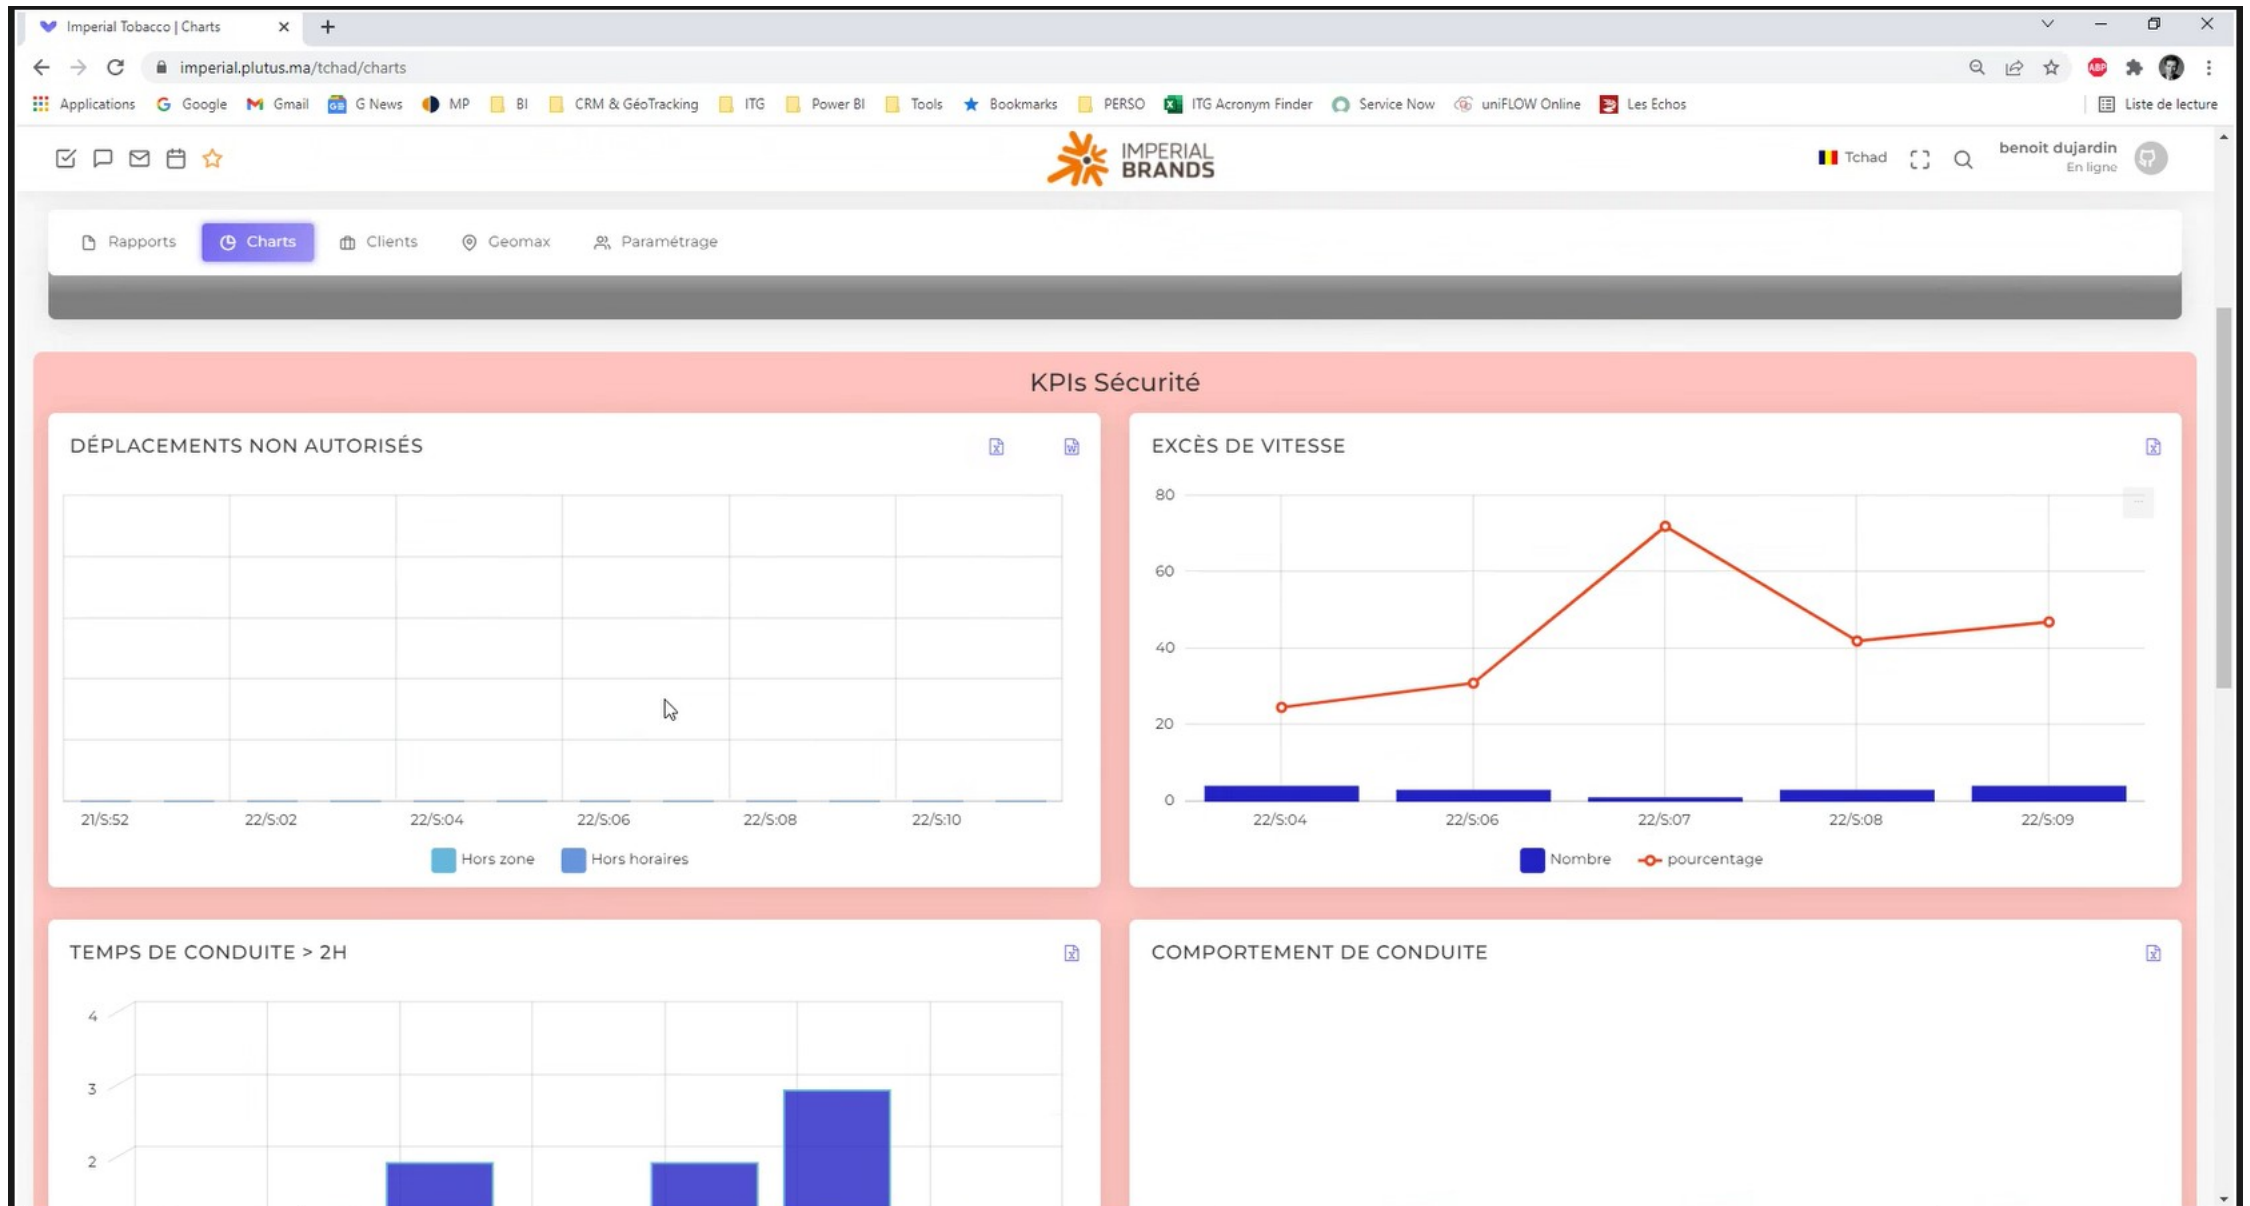 Imperial Tobacco | Charts
imperial.plutus.ma/tchad/charts
ABP
Applications Google Gmail G News MP BI CRM & GéoTracking ITG Power BI Tools Bookmarks PERSO ITG Acronym Finder Service Now uniFLOW Online Les Echos Liste de lecture
IMPERIAL
BRANDS
Tchad
benoit dujardin
En ligne
Rapports Charts Clients Geomax Paramétrage
KPIs Sécurité
DÉPLACEMENTS NON AUTORISÉS
21/S:52 22/S:02 22/S:04 22/S:06 22/S:08 22/S:10
Hors zone Hors horaires
EXCÈS DE VITESSE
80
60
40
20
0
22/S:04 22/S:06 22/S:07 22/S:08 22/S:09
Nombre pourcentage
TEMPS DE CONDUITE > 2H
4
3
2
COMPORTEMENT DE CONDUITE